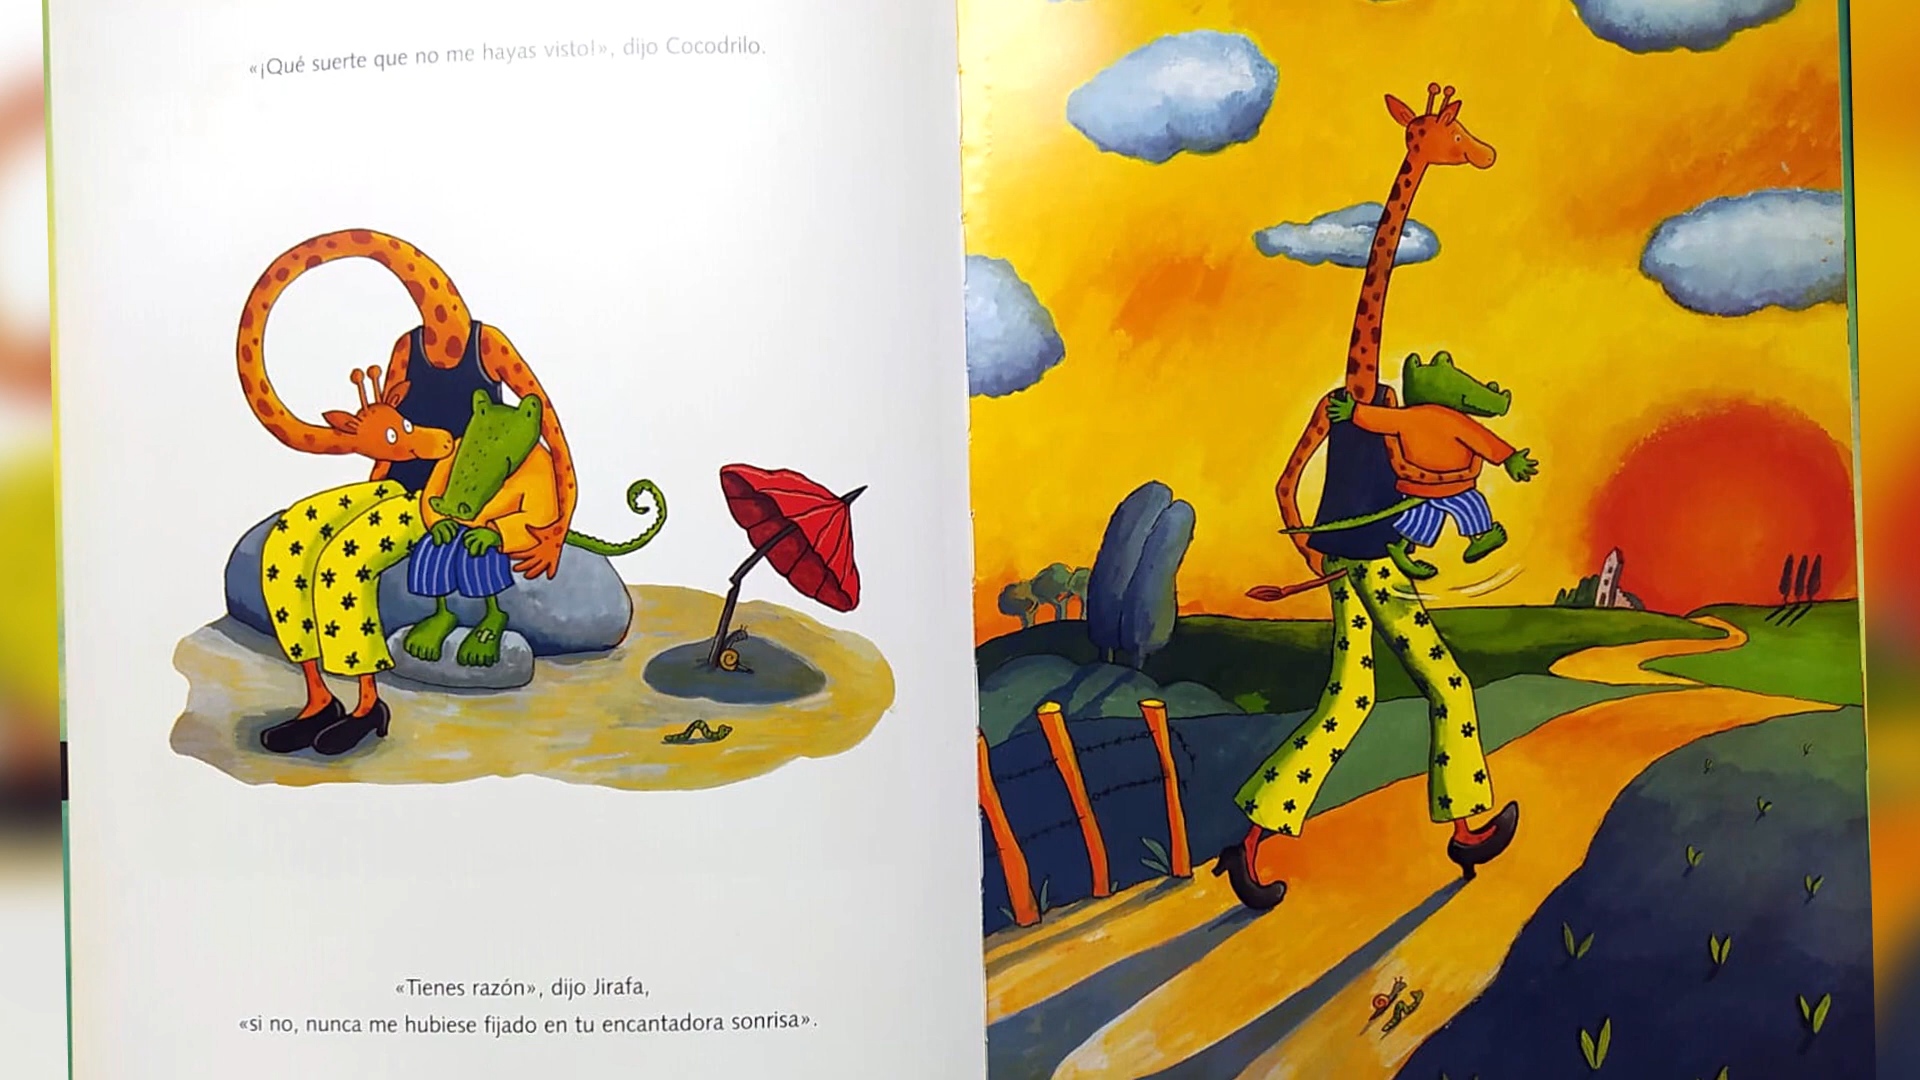 «¡Qué suerte que no me hayas visto!», dijo Cocodrilo.
«Tienes razón», dijo Jirafa,
«si no, nunca me hubiese fijado en tu encantadora sonrisa».